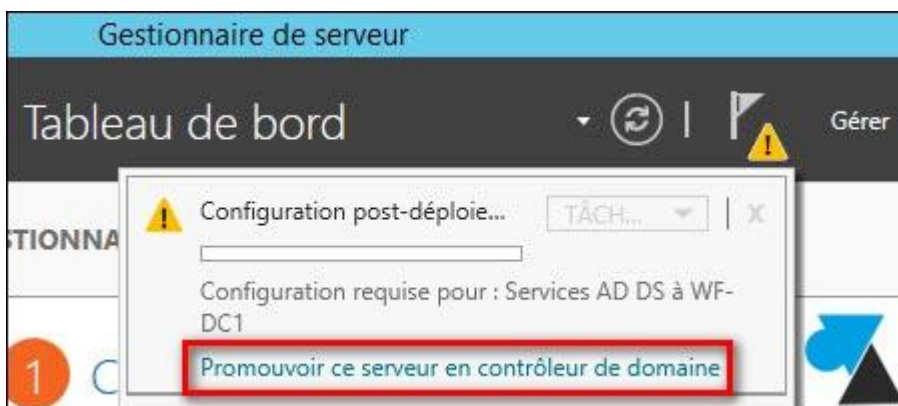 Gestionnaire de serveur
Tableau de bord
Gérer
Configuration post-déploie...
TÂCH...
STIONNA
Configuration requise pour : Services AD DS à WF-
DC1
1 C
Promouvoir ce serveur en contrôleur de domaine